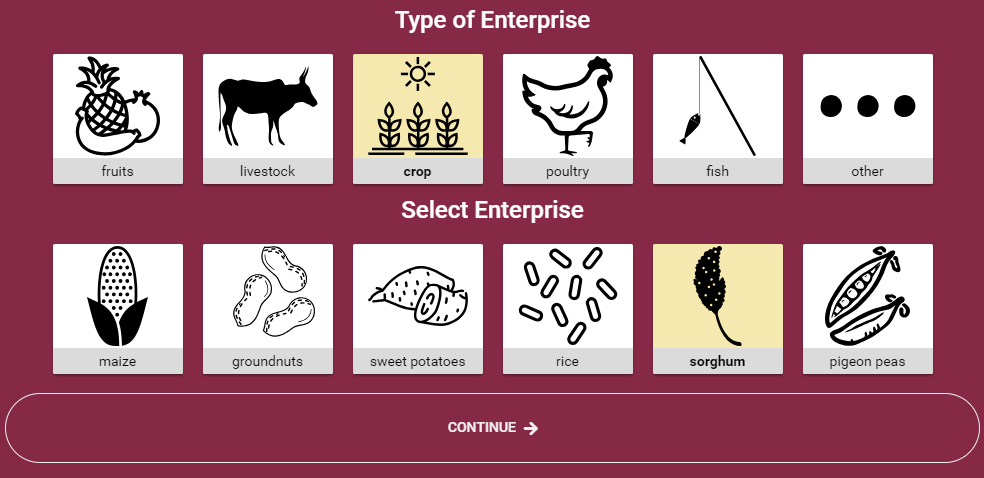 Type of Enterprise
fruits
livestock
crop
poultry
fish
other
Select Enterprise
maize
groundnuts
sweet potatoes
rice
sorghum
pigeon peas
CONTINUE